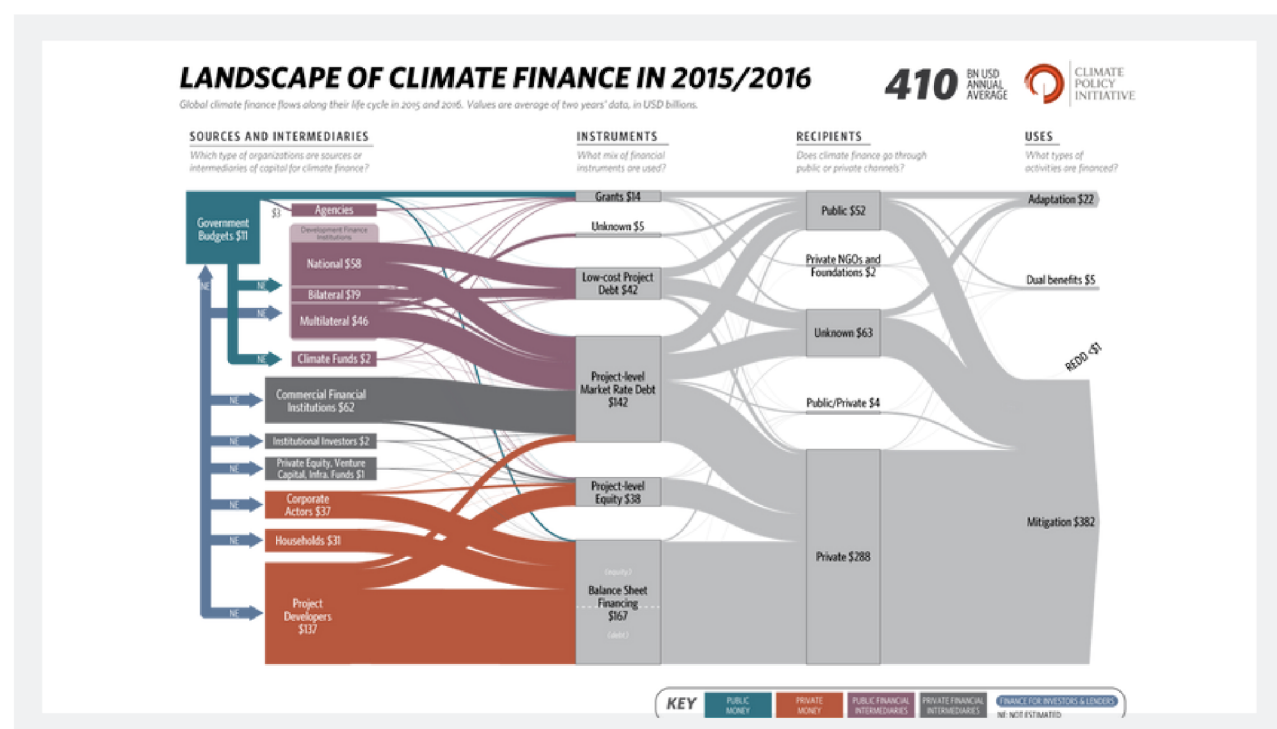 LANDSCAPE OF CLIMATE FINANCE IN 2015/2016
Global climate finance flows along their life cycle in 2015 and 2016. Values are average of two years' data, in USD billions.
410
BN USD
ANNUAL
AVERAGE
CLIMATE
POLICY
INITIATIVE
SOURCES AND INTERMEDIARIES
Which type of organizations are sources or
intermediaries of capital for climate finance?
INSTRUMENTS
What mix of financial
instruments are used?
RECIPIENTS
Does climate finance go through
public or private channels?
USES
What types of
activities are financed?
Government
Budgets $11
$3
Agencies
Development Finance
Institutions
National $58
NE
NE
Bilateral $19
NE
Multilateral $46
NE
Climate Funds $2
NE
Commercial Financial
Institutions $62
NE
Institutional Investors $2
NE
Private Equity, Venture
Capital, Infra. Funds $1
NE
Corporate
Actors $37
NE
Households $31
NE
Project
Developers
$137
Grants $14
Unknown $5
Low-cost Project
Debt $42
Project-level
Market Rate Debt
$142
Project-level
Equity $38
(equity)
Balance Sheet
Financing
$167
(debt)
Public $52
Private NGOs and
Foundations $2
Unknown $63
Public/Private $4
Private $288
Adaptation $22
Dual benefits $5
REDD <$1
Mitigation $382
KEY
PUBLIC
MONEY
PRIVATE
MONEY
PUBLIC FINANCIAL
INTERMEDIARIES
PRIVATE FINANCIAL
INTERMEDIARIES
FINANCE FOR INVESTORS & LENDERS
NE: NOT ESTIMATED